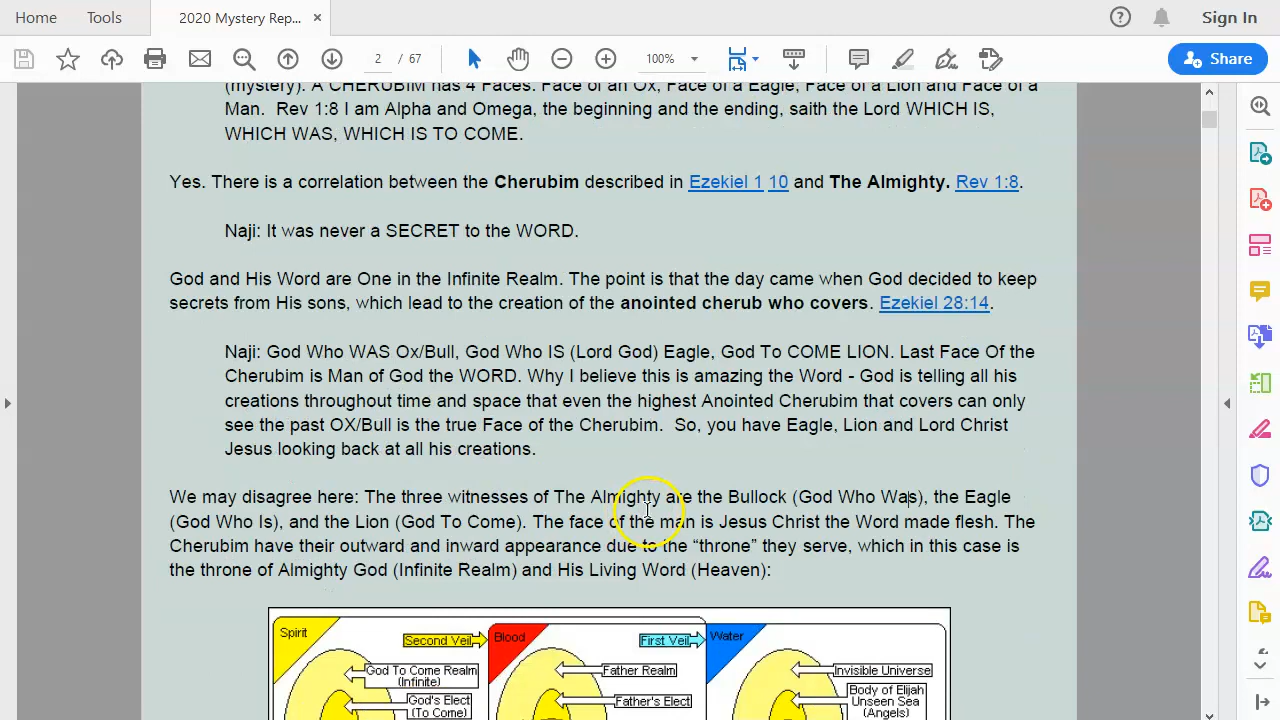 Home
Tools
2020 Mystery Rep... ×
Sign In
2 / 67
100%
Share
(mystery). A CHERUBIM has 4 Faces. Face of an Ox, Face of a Eagle, Face of a Lion and Face of a
Man.  Rev 1:8 I am Alpha and Omega, the beginning and the ending, saith the Lord WHICH IS,
WHICH WAS, WHICH IS TO COME.
Yes. There is a correlation between the Cherubim described in Ezekiel 1 10 and The Almighty. Rev 1:8.
Naji: It was never a SECRET to the WORD.
God and His Word are One in the Infinite Realm. The point is that the day came when God decided to keep
secrets from His sons, which lead to the creation of the anointed cherub who covers. Ezekiel 28:14.
Naji: God Who WAS Ox/Bull, God Who IS (Lord God) Eagle, God To COME LION. Last Face Of the
Cherubim is Man of God the WORD. Why I believe this is amazing the Word - God is telling all his
creations throughout time and space that even the highest Anointed Cherubim that covers can only
see the past OX/Bull is the true Face of the Cherubim.  So, you have Eagle, Lion and Lord Christ
Jesus looking back at all his creations.
We may disagree here: The three witnesses of The Almighty are the Bullock (God Who Was), the Eagle
(God Who Is), and the Lion (God To Come). The face of the man is Jesus Christ the Word made flesh. The
Cherubim have their outward and inward appearance due to the “throne” they serve, which in this case is
the throne of Almighty God (Infinite Realm) and His Living Word (Heaven):
Spirit
Second Veil
Blood
First Veil
Water
God To Come Realm
(Infinite)
Father Realm
Invisible Universe
God's Elect
(To Come)
Father's Elect
Body of Elijah
Unseen Sea
(Angels)